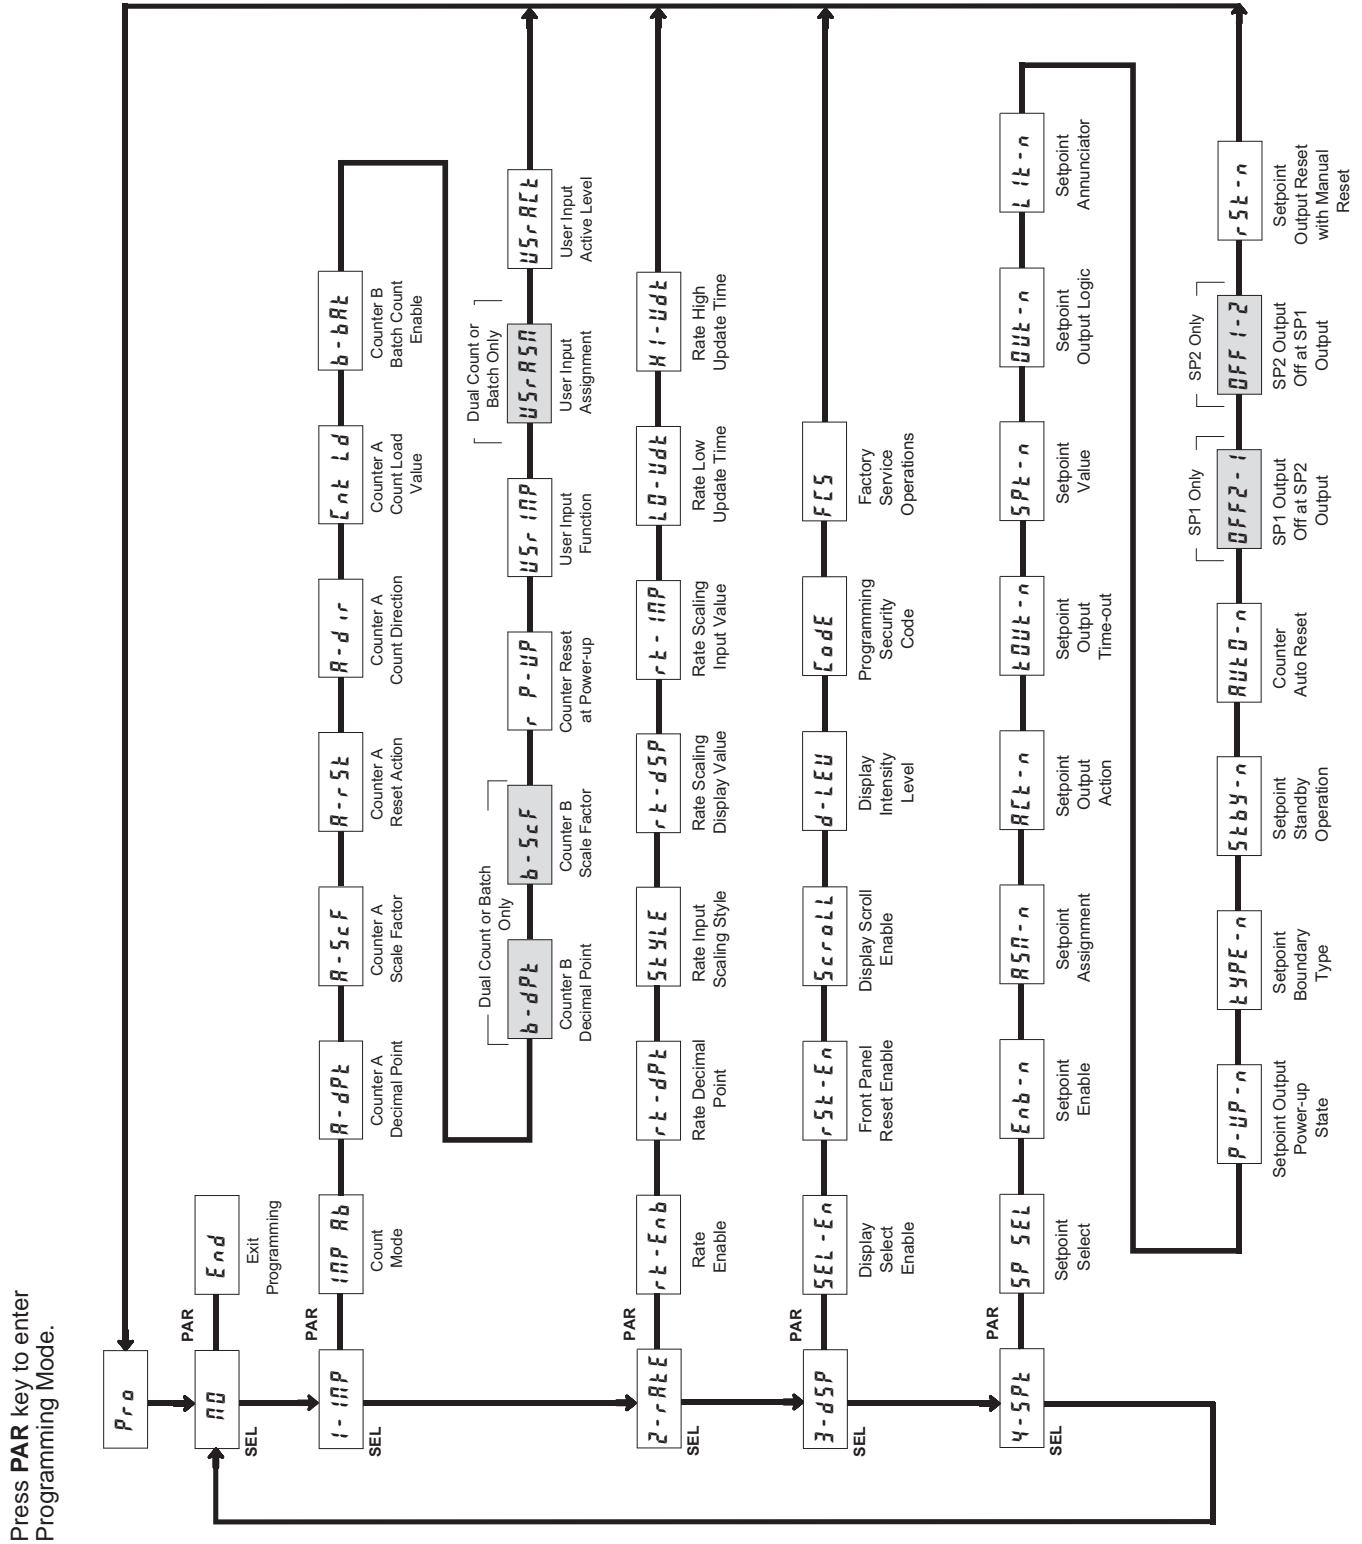 Press PAR key to enter
Programming Mode.
Pro
NO
SEL
PAR
End
Exit
Programming
1-INP
SEL
PAR
INP Ab
Count
Mode
A-dPt
Counter A
Decimal Point
A-ScF
Counter A
Scale Factor
A-rSt
Counter A
Reset Action
A-dir
Counter A
Count Direction
Cnt Ld
Counter A
Count Load
Value
b-bAt
Counter B
Batch Count
Enable
Dual Count or Batch
Only
b-dPt
Counter B
Decimal Point
b-ScF
Counter B
Scale Factor
r P-UP
Counter Reset
at Power-up
USr INP
User Input
Function
Dual Count or
Batch Only
USrASN
User Input
Assignment
USrACt
User Input
Active Level
2-rAtE
SEL
PAR
rt-Enb
Rate
Enable
rt-dPt
Rate Decimal
Point
StYLE
Rate Input
Scaling Style
rt-dSP
Rate Scaling
Display Value
rt-INP
Rate Scaling
Input Value
LO-Udt
Rate Low
Update Time
HI-Udt
Rate High
Update Time
3-dSP
SEL
PAR
SEL-En
Display
Select
Enable
rSt-En
Front Panel
Reset Enable
ScroLL
Display Scroll
Enable
d-LEV
Display
Intensity
Level
CodE
Programming
Security
Code
FCS
Factory
Service
Operations
4-SPt
SEL
PAR
SP SEL
Setpoint
Select
Enb-n
Setpoint
Enable
ASN-n
Setpoint
Assignment
ACt-n
Setpoint
Output
Action
tOUt-n
Setpoint
Output
Time-out
SPt-n
Setpoint
Value
OUt-n
Setpoint
Output Logic
LIt-n
Setpoint
Annunciator
P-UP-n
Setpoint Output
Power-up
State
tYPE-n
Setpoint
Boundary
Type
Stby-n
Setpoint
Standby
Operation
AUtO-n
Counter
Auto Reset
SP1 Only
OFF2-1
SP1 Output
Off at SP2
Output
SP2 Only
OFF1-2
SP2 Output
Off at SP1
Output
rSt-n
Setpoint
Output Reset
with Manual
Reset